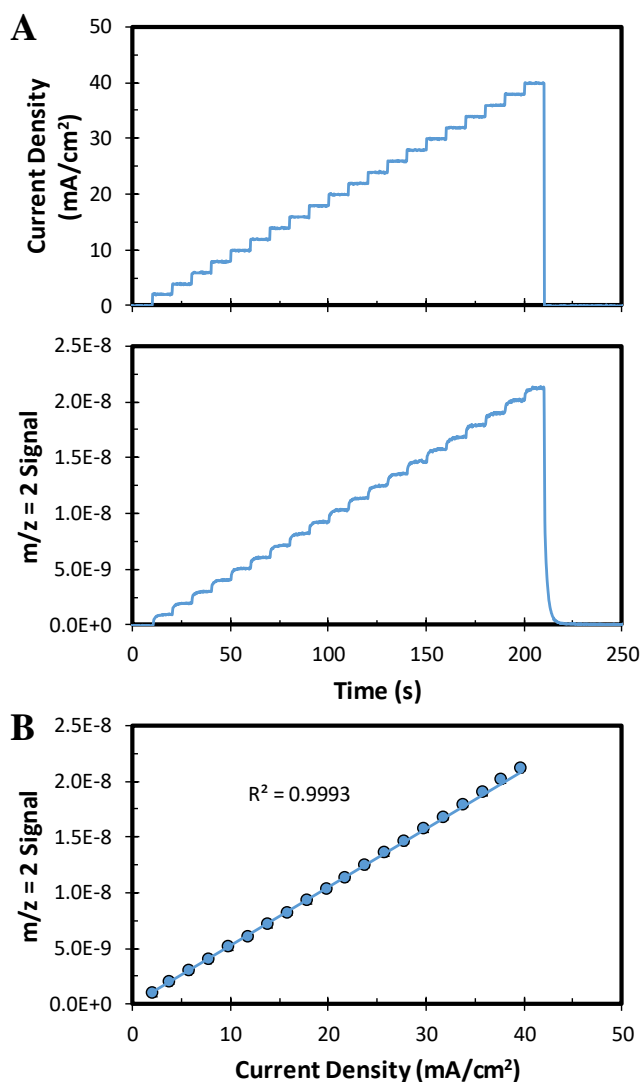 A
50
40
30
20
10
0
Current Density
(mA/cm²)
2.5E-8
2.0E-8
1.5E-8
1.0E-8
5.0E-9
0.0E+0
m/z = 2 Signal
0 50 100 150 200 250
Time (s)
B
2.5E-8
2.0E-8
1.5E-8
1.0E-8
5.0E-9
0.0E+0
m/z = 2 Signal
R² = 0.9993
0 10 20 30 40 50
Current Density (mA/cm²)